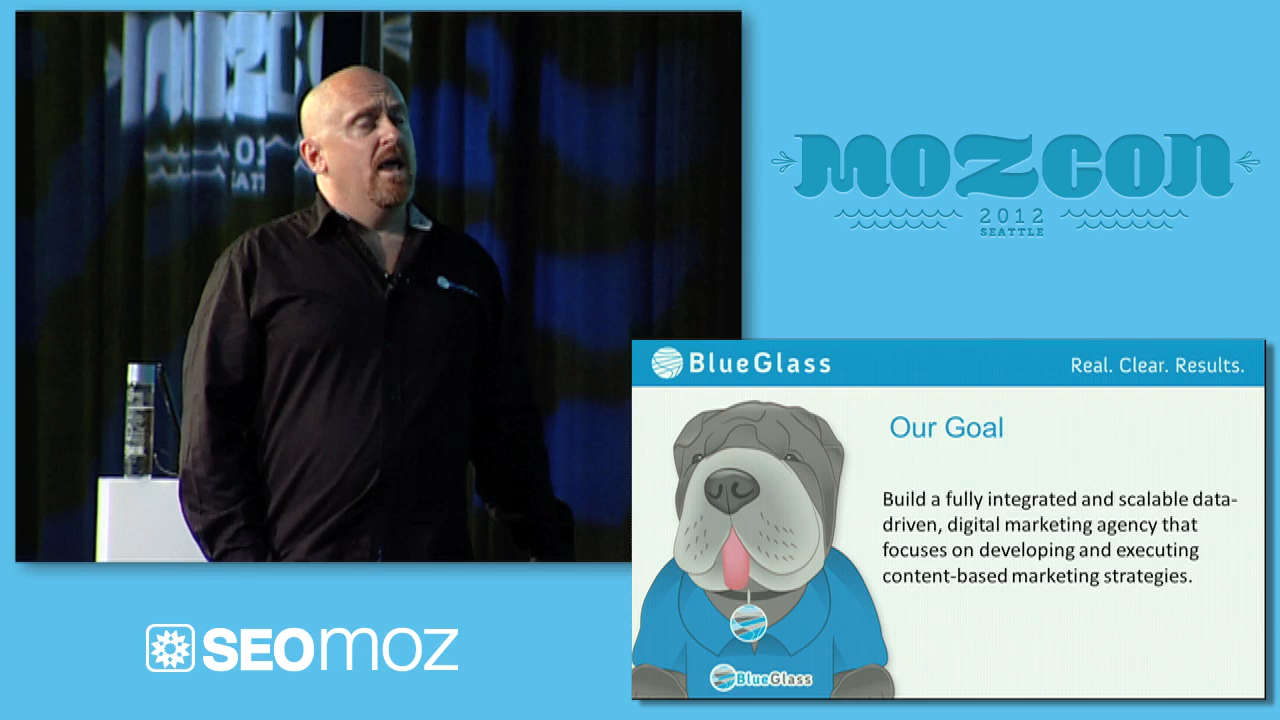 MOZCON
2012
SEATTLE
BlueGlass
Real. Clear. Results.
Our Goal
Build a fully integrated and scalable data-
driven, digital marketing agency that
focuses on developing and executing
content-based marketing strategies.
BlueGlass
SEOmoz